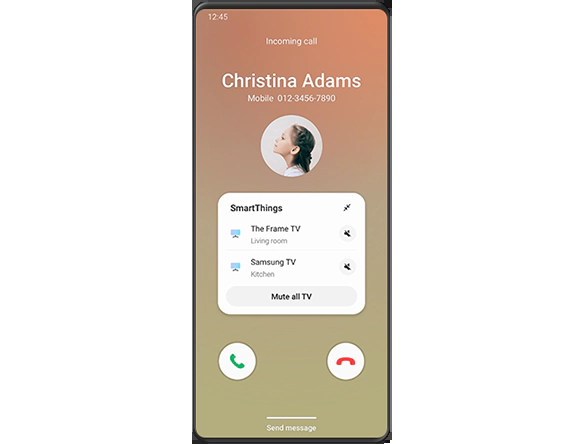 12:45
Incoming call
Christina Adams
Mobile 012-3456-7890
SmartThings
The Frame TV
Living room
Samsung TV
Kitchen
Mute all TV
Send message